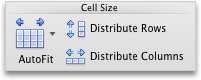 Cell Size
Distribute Rows
AutoFit
Distribute Columns